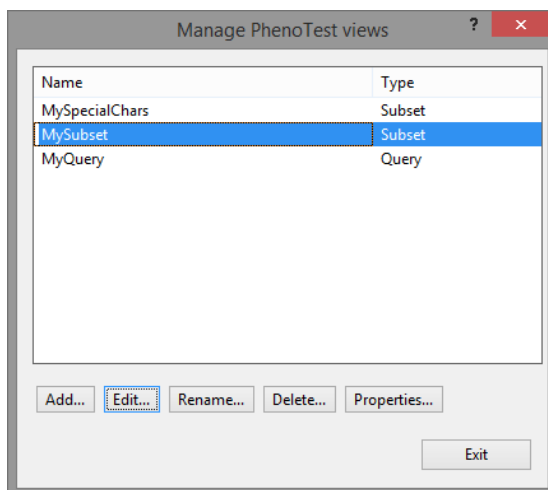 Manage PhenoTest views ?
Name Type
MySpecialChars Subset
MySubset Subset
MyQuery Query
Add... Edit... Rename... Delete... Properties...
Exit